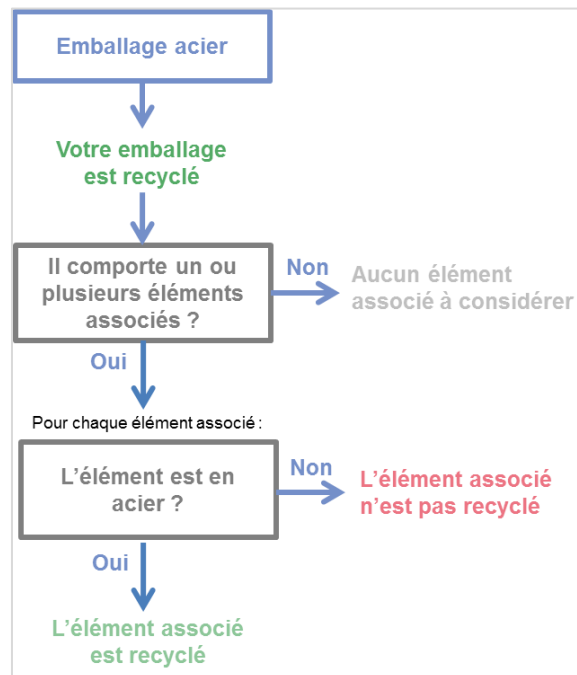 Emballage acier
Votre emballage
est recyclé
Il comporte un ou
plusieurs éléments
associés ?
Non
Aucun élément
associé à considérer
Oui
Pour chaque élément associé :
L'élément est en
acier ?
Non
L'élément associé
n'est pas recyclé
Oui
L'élément associé
est recyclé